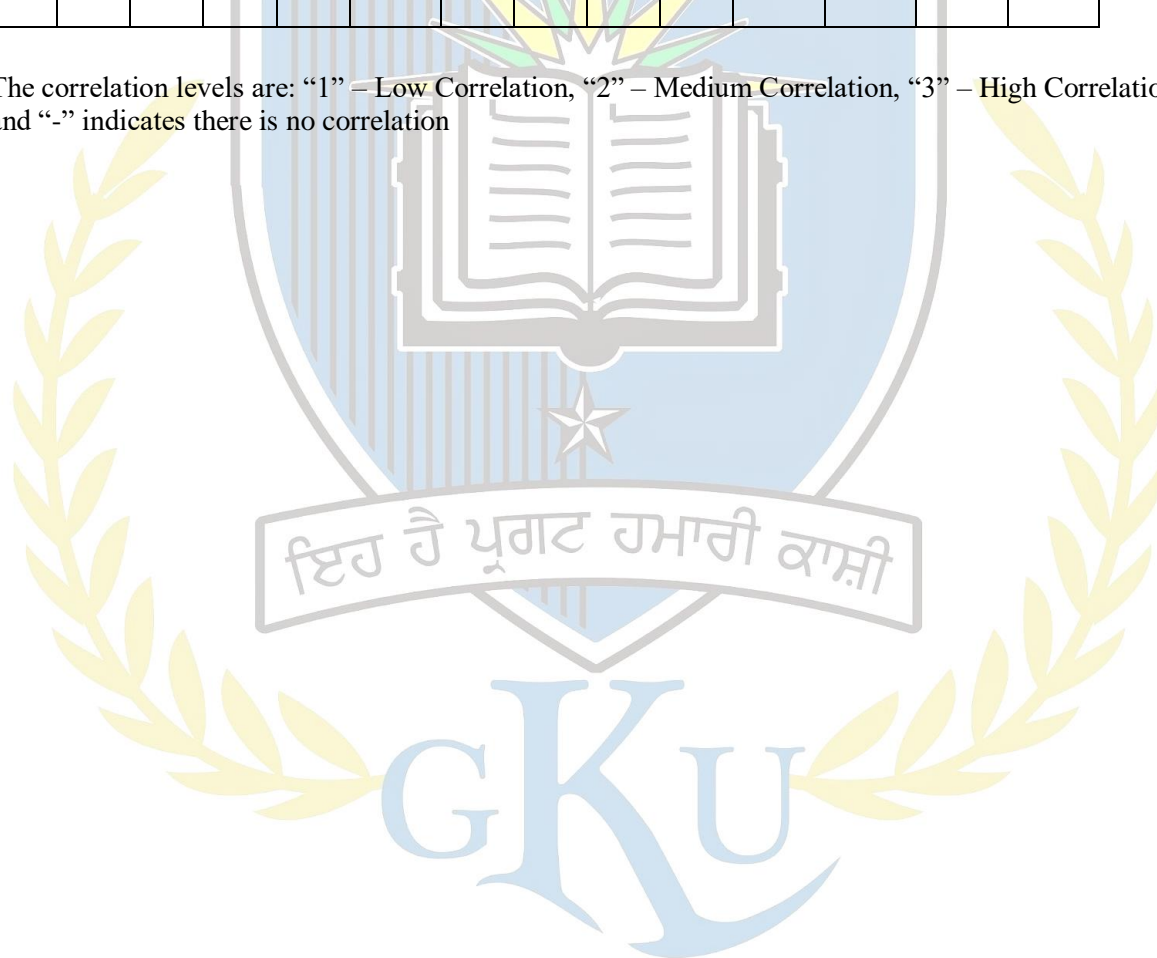 The correlation levels are: “1” – Low Correlation, “2” – Medium Correlation, “3” – High Correlatio
and “-” indicates there is no correlation
ਇਹ ਹੈ ਪ੍ਰਗਟ ਹਮਾਰੀ ਕਾਸ਼ੀ
GKU